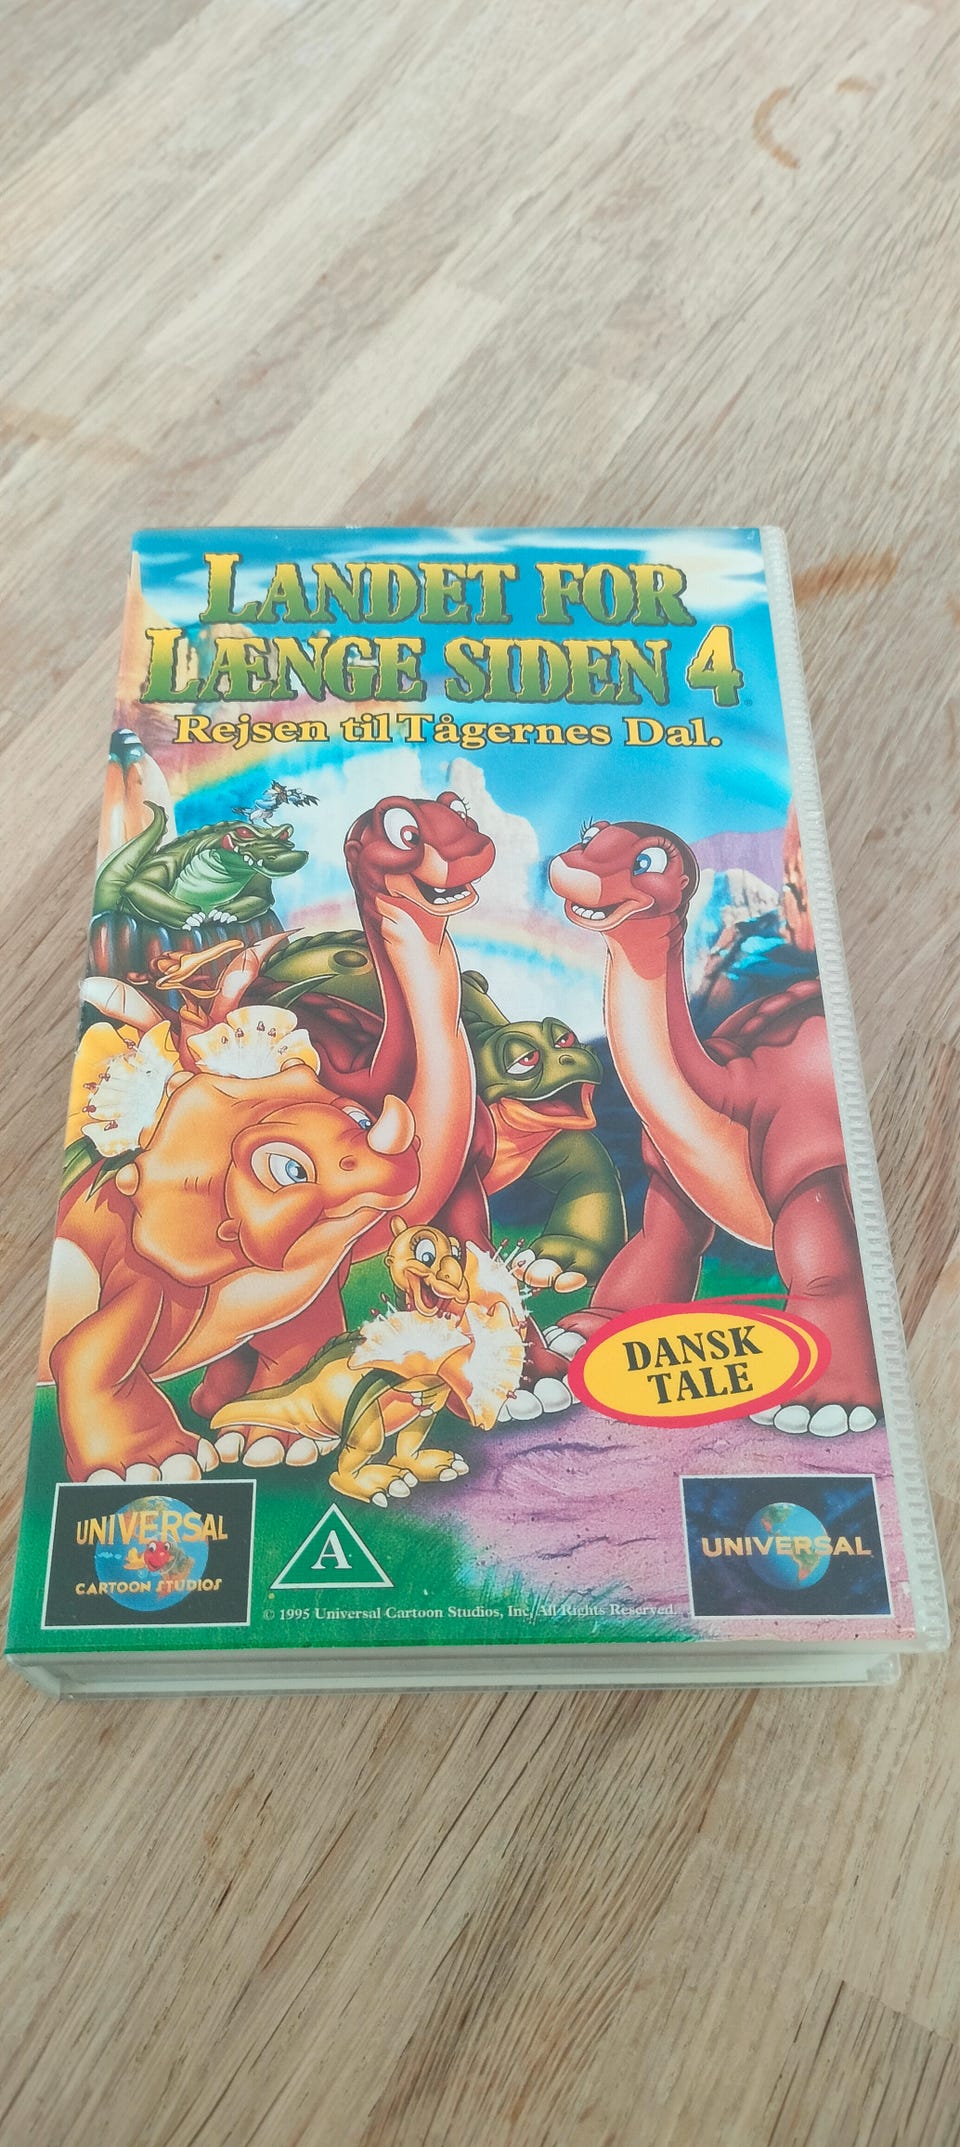 LANDET FOR
LÆNGE SIDEN 4
Rejsen til Tågernes Dal.
DANSK
TALE
UNIVERSAL
CARTOON STUDIOS
A
UNIVERSAL
© 1995 Universal Cartoon Studios, Inc. All Rights Reserved.